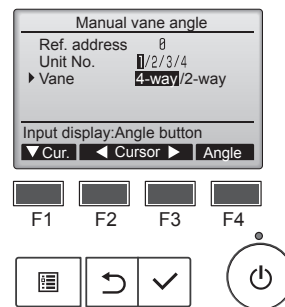 Manual vane angle
Ref. address 0
Unit No. 1/2/3/4
▶ Vane 4-way/2-way
Input display:Angle button
▼ Cur. ◀ Cursor ▶ Angle
F1 F2 F3 F4